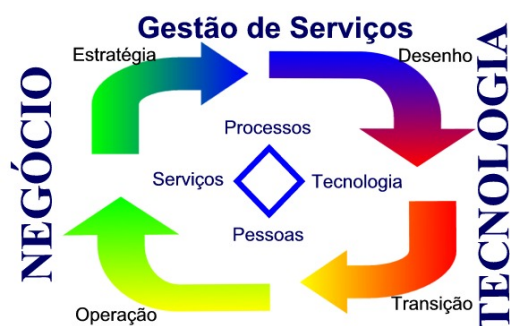 Gestão de Serviços
Estratégia
Desenho
NEGÓCIO
TECNOLOGIA
Processos
Serviços
Tecnologia
Pessoas
Operação
Transição